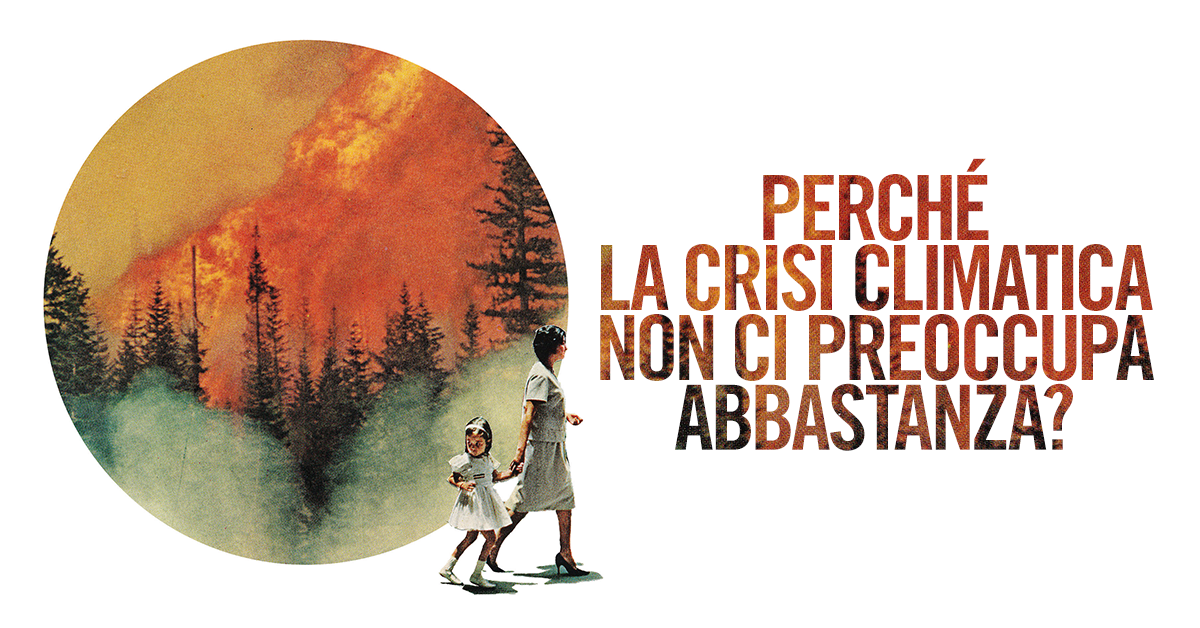 PERCHÉ
LA CRISI CLIMATICA
NON CI PREOCCUPA
ABBASTANZA?